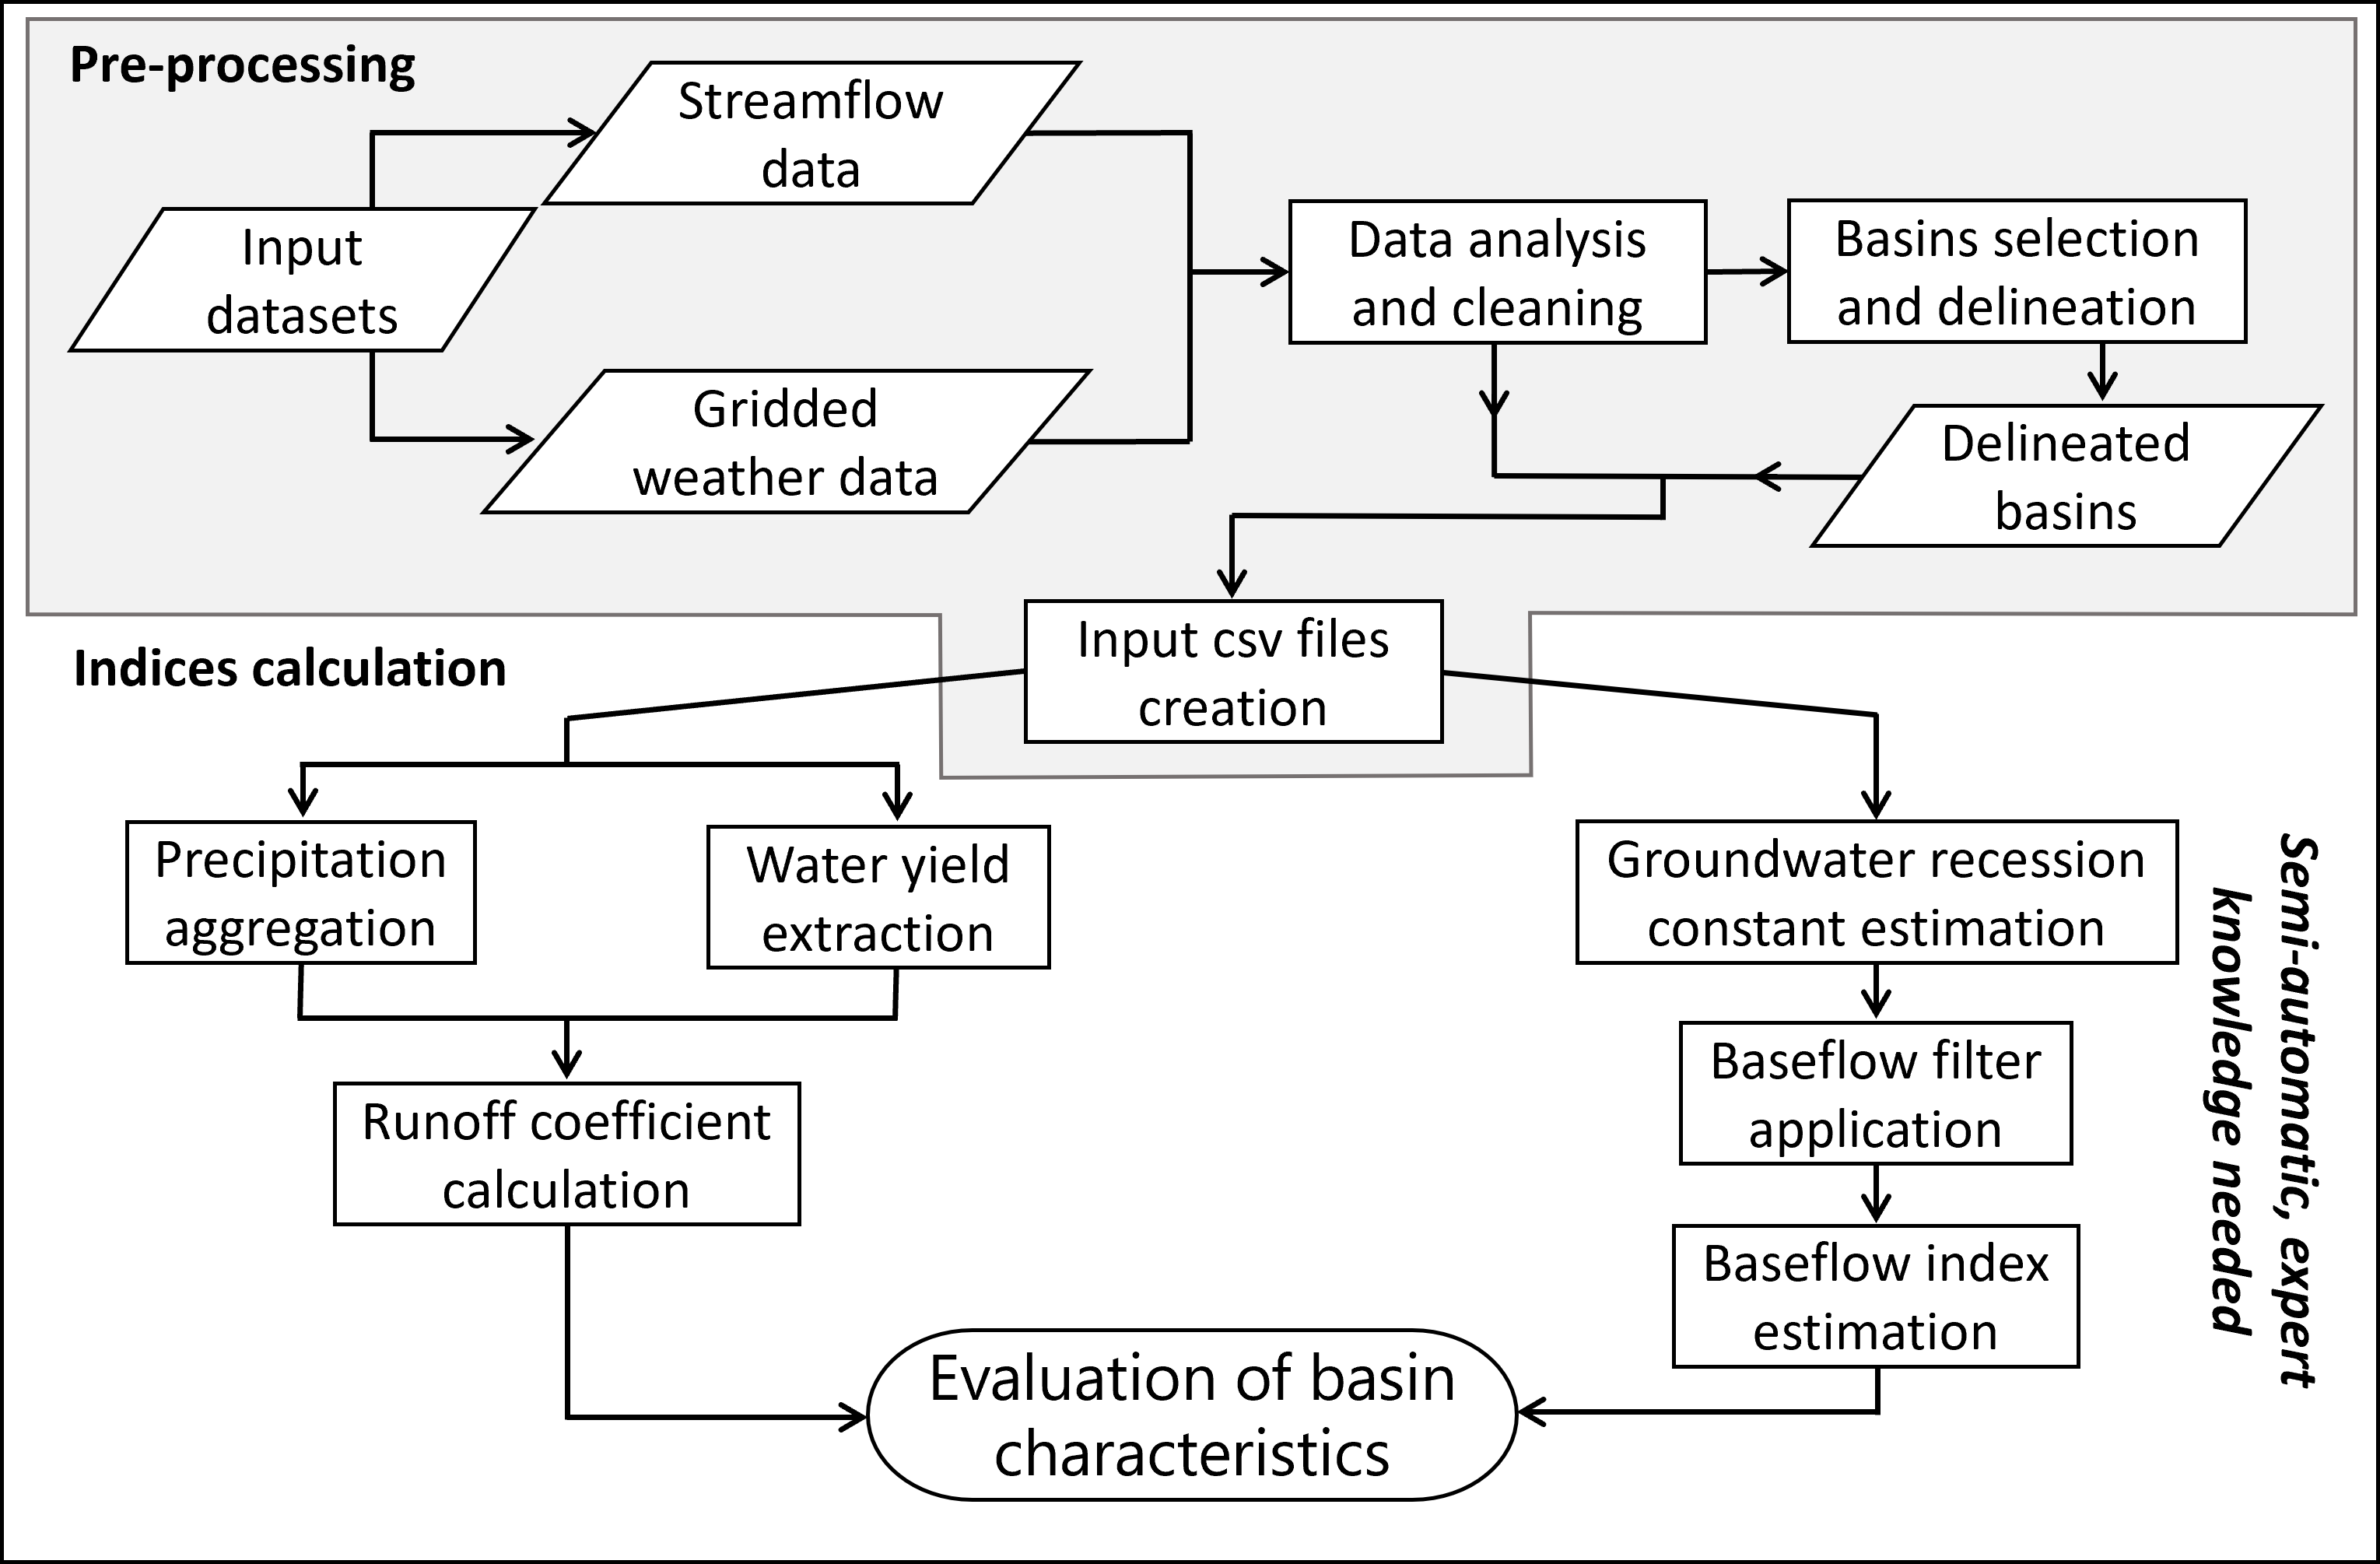 Pre-processing
Streamflow
data
Input
datasets
Gridded
weather data
Data analysis
and cleaning
Basins selection
and delineation
Delineated
basins
Input csv files
creation
Indices calculation
Precipitation
aggregation
Water yield
extraction
Runoff coefficient
calculation
Groundwater recession
constant estimation
Baseflow filter
application
Baseflow index
estimation
Semi-automatic, expert
knowledge needed
Evaluation of basin
characteristics